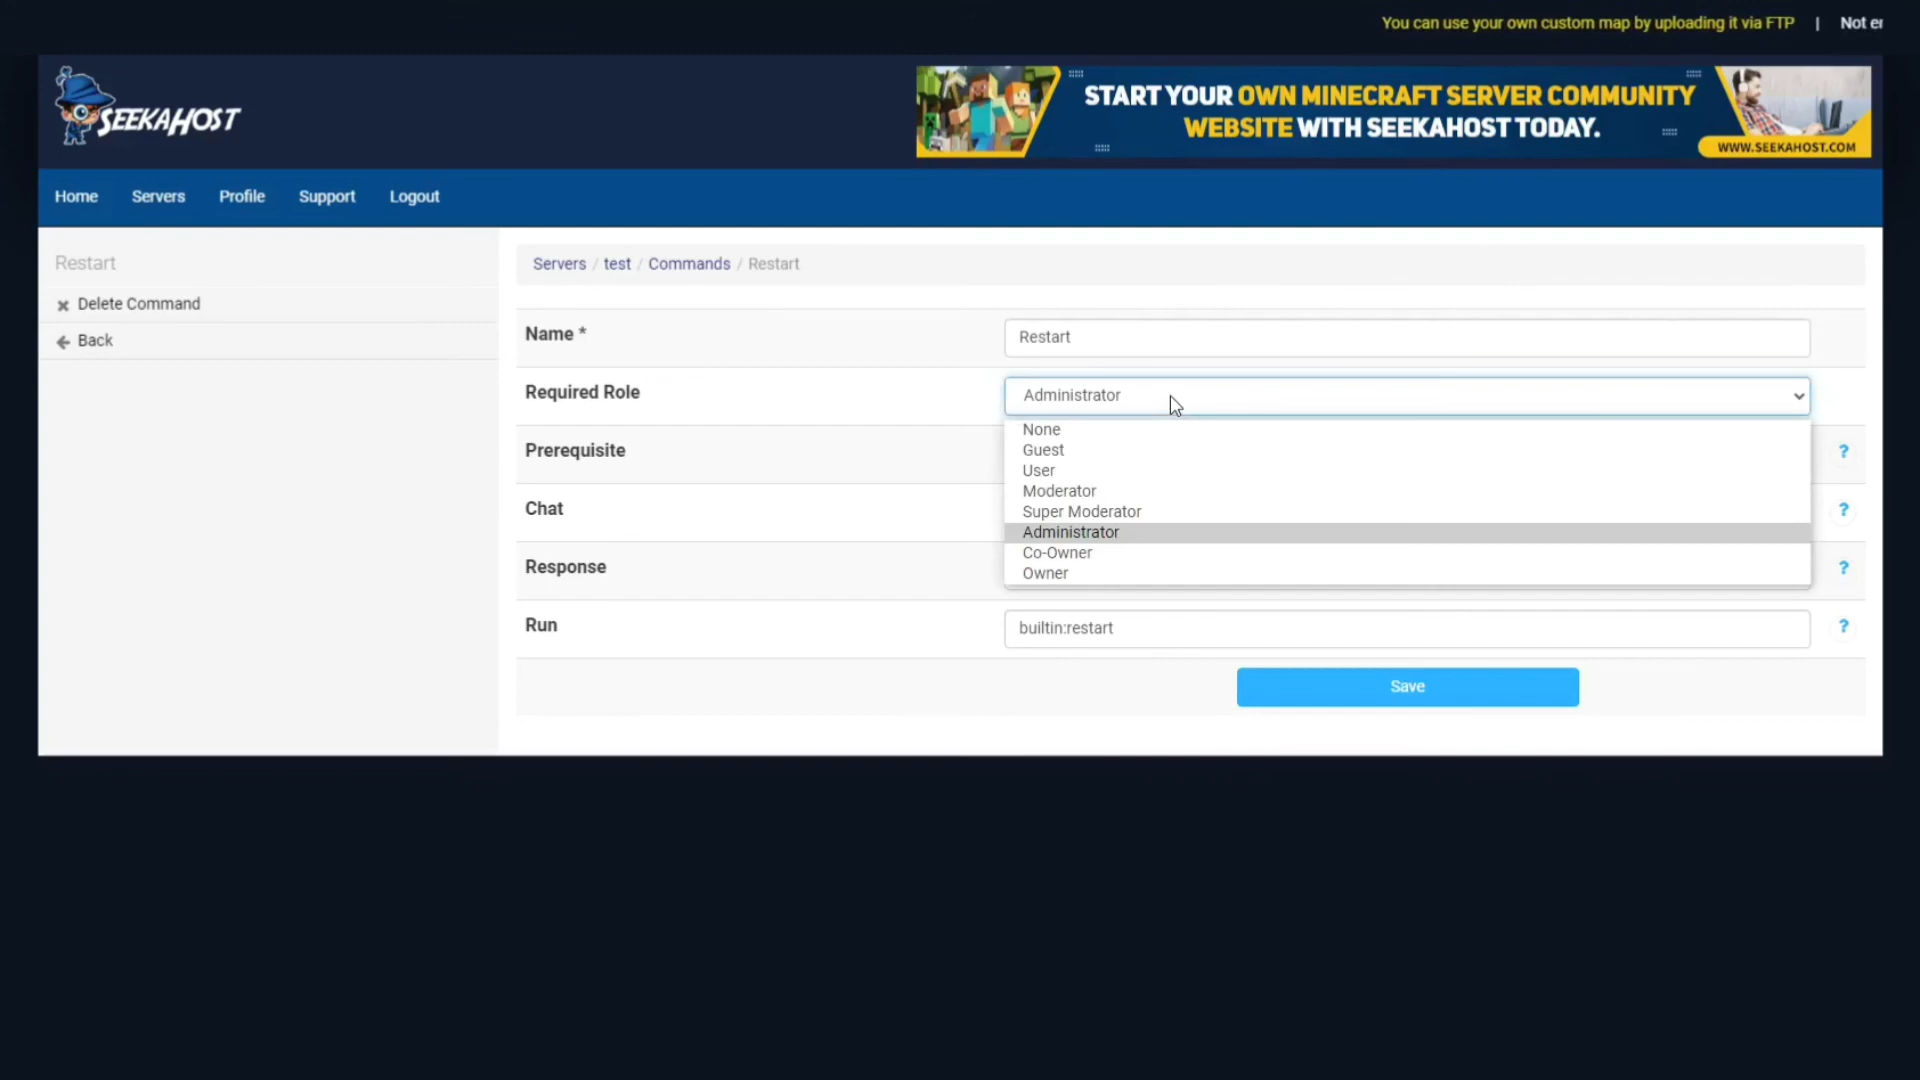 You can use your own custom map by uploading it via FTP | Not er
SEEKAHOST
START YOUR OWN MINECRAFT SERVER COMMUNITY
WEBSITE WITH SEEKAHOST TODAY.
WWW.SEEKAHOST.COM
Home Servers Profile Support Logout
Restart
Delete Command
Back
Servers / test / Commands / Restart
Name * Restart
Required Role Administrator
None
Guest
User
Moderator
Super Moderator
Administrator
Co-Owner
Owner
Prerequisite ?
Chat ?
Response ?
Run builtin:restart ?
Save